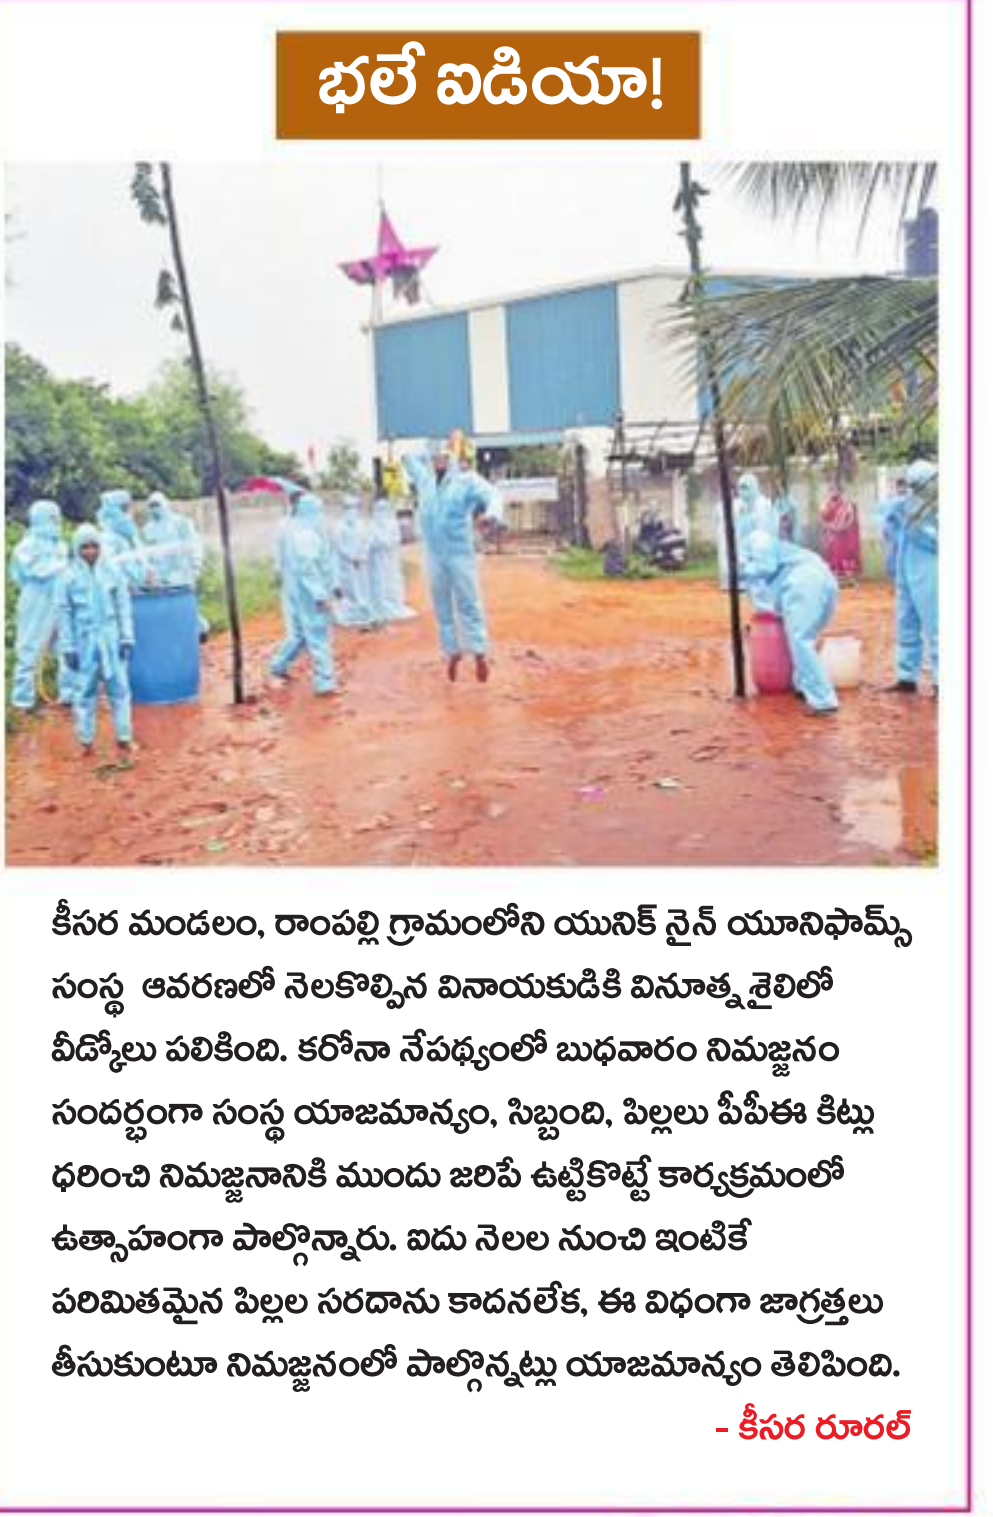 భలే ఐడియా!
కీసర మండలం, రాంపల్లి గ్రామంలోని యునిక్ నైన్ యూనిఫామ్స్
సంస్థ ఆవరణలో నెలకొల్పిన వినాయకుడికి వినూత్న శైలిలో
వీడ్కోలు పలికింది. కరోనా నేపథ్యంలో బుధవారం నిమజ్జనం
సందర్భంగా సంస్థ యాజమాన్యం, సిబ్బంది, పిల్లలు పీపీఈ కిట్లు
ధరించి నిమజ్జనానికి ముందు జరిపే ఉట్టికొట్టే కార్యక్రమంలో
ఉత్సాహంగా పాల్గొన్నారు. ఐదు నెలల నుంచి ఇంటికే
పరిమితమైన పిల్లల సరదాను కాదనలేక, ఈ విధంగా జాగ్రత్తలు
తీసుకుంటూ నిమజ్జనంలో పాల్గొన్నట్లు యాజమాన్యం తెలిపింది.
- కీసర రూరల్